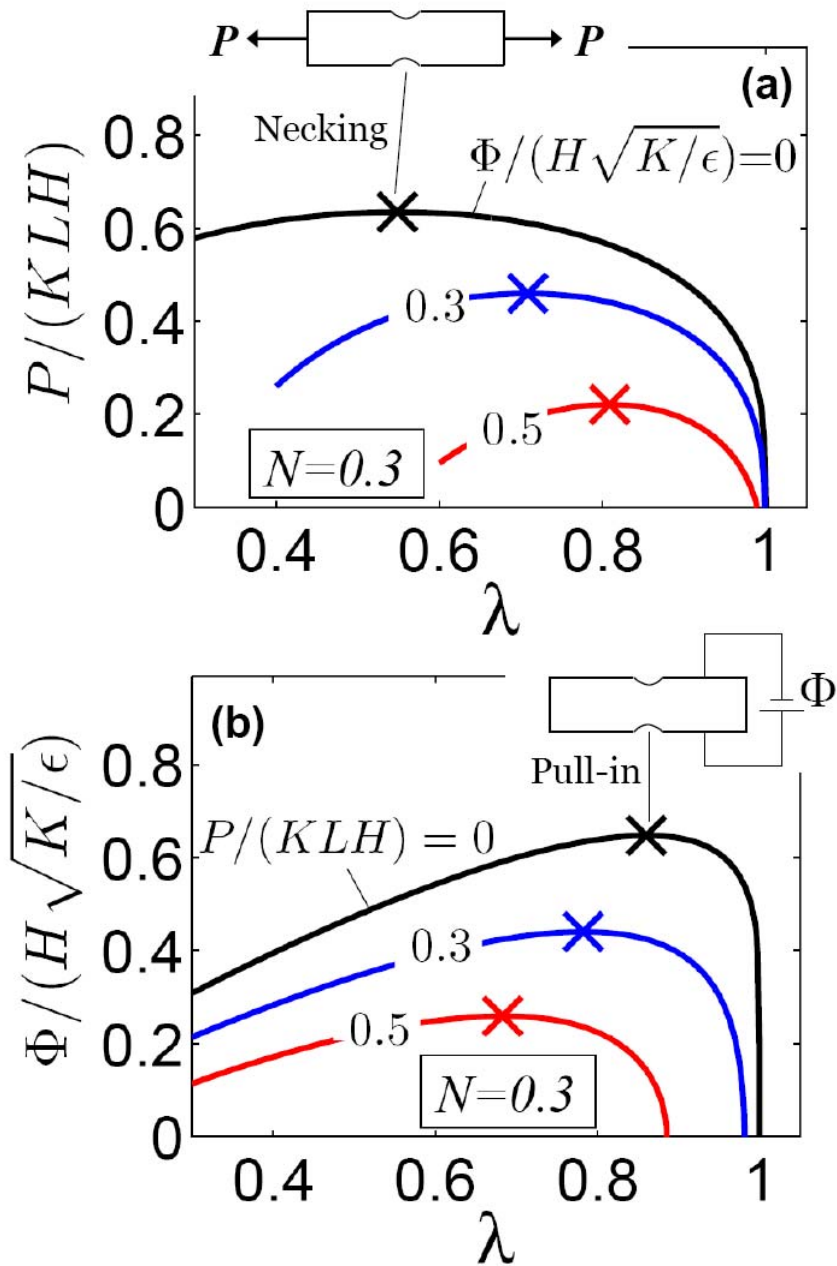 P P
(a)
Necking
Φ/(H√K/ϵ)=0
0.8
0.6
0.4
0.2
0
P/(KLH)
0.3
0.5
N=0.3
0.4 0.6 0.8 1
λ
(b)
Φ
Pull-in
P/(KLH) = 0
0.8
0.6
0.4
0.2
0
Φ/(H√K/ϵ)
0.3
0.5
N=0.3
0.4 0.6 0.8 1
λ